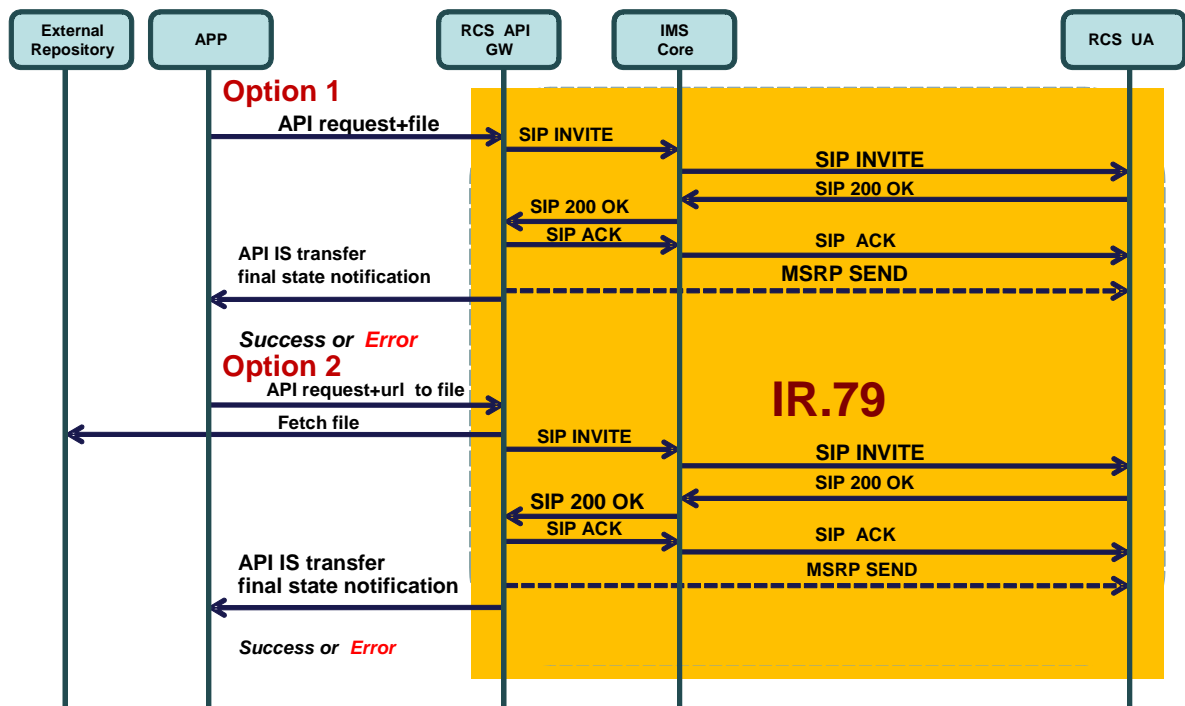 External
Repository
APP
RCS API
GW
IMS
Core
RCS UA
Option 1
API request+file
SIP INVITE
SIP INVITE
SIP 200 OK
SIP 200 OK
SIP ACK
SIP ACK
API IS transfer
final state notification
MSRP SEND
Success or Error
Option 2
API request+url to file
IR.79
Fetch file
SIP INVITE
SIP INVITE
SIP 200 OK
SIP 200 OK
SIP ACK
SIP ACK
API IS transfer
final state notification
MSRP SEND
Success or Error